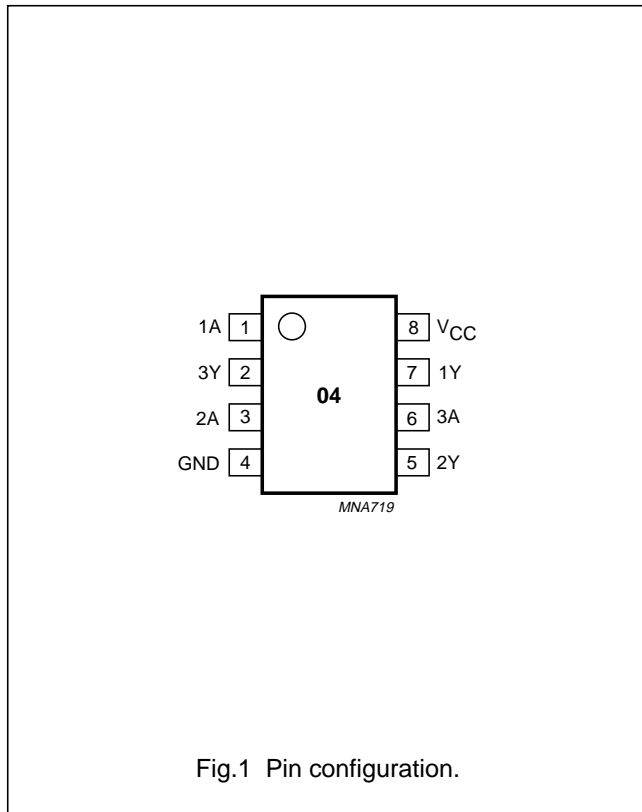 1A 1 8 VCC
3Y 2 7 1Y
04
2A 3 6 3A
GND 4 5 2Y
MNA719
Fig.1 Pin configuration.